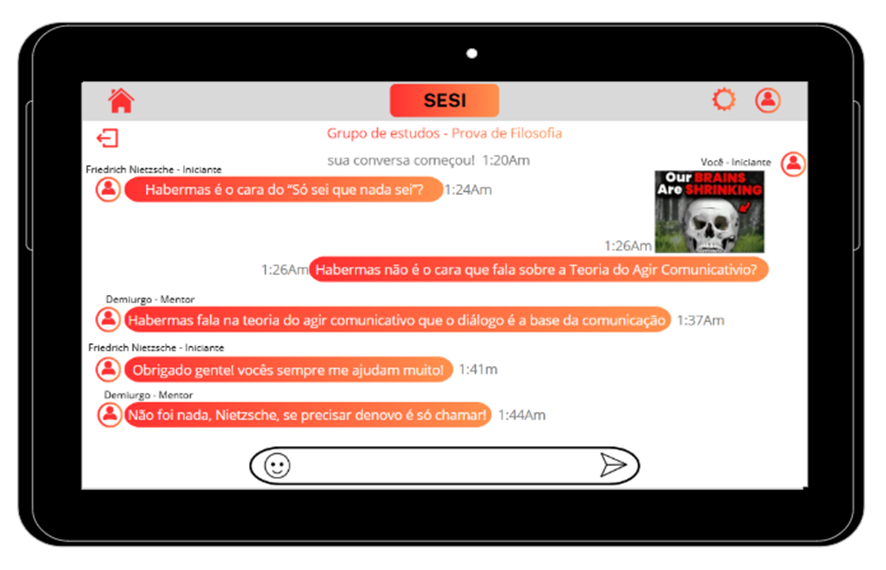 SESI
Grupo de estudos - Prova de Filosofia
sua conversa começou! 1:20Am
Friedrich Nietzsche - Iniciante
Habermas é o cara do “Só sei que nada sei”? 1:24Am
Você - Iniciante
Our BRAINS
Are SHRINKING
1:26Am
1:26Am Habermas não é o cara que fala sobre a Teoria do Agir Comunicativio?
Demiurgo - Mentor
Habermas fala na teoria do agir comunicativo que o diálogo é a base da comunicação 1:37Am
Friedrich Nietzsche - Iniciante
Obrigado gente! vocês sempre me ajudam muito! 1:41m
Demiurgo - Mentor
Não foi nada, Nietzsche, se precisar denovo é só chamar! 1:44Am